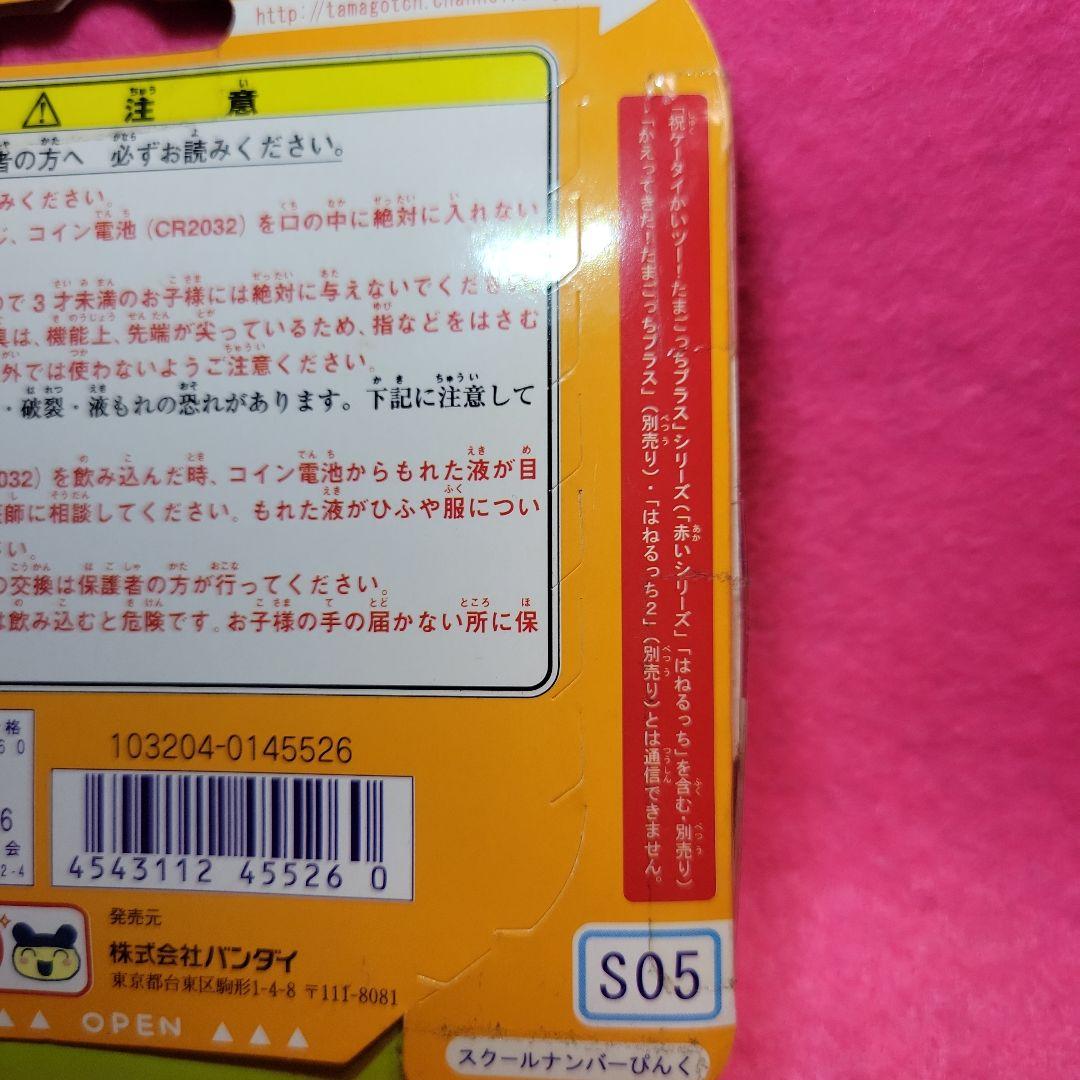 http://tamagotch.channel.
注意
者の方へ 必ずお読みください。
みください。
、コイン電池(CR2032)を口の中に絶対に入れない
ので3才未満のお子様には絶対に与えないでくだ
具は、機能上、先端が尖っているため、指などをはさむ
外では使わないようご注意ください。
・破裂・液もれの恐れがあります。下記に注意して
032)を飲み込んだ時、コイン電池からもれた液が目
医師に相談してください。もれた液がひふや服につい
さい。
の交換は保護者の方が行ってください。
は飲み込むと危険です。お子様の手の届かない所に保
「祝ケータイかいツー!たまごっちプラス」シリーズ(「赤いシリーズ」「はねるっち」を含む・別売り)
「かえってきた!たまごっちプラス」(別売り)・「はねるっち2」(別売り)とは通信できません。
格
60
6
会
2-4
103204-0145526
4543112 45526 0
発売元
株式会社バンダイ
東京都台東区駒形1-4-8 〒111-8081
OPEN
S05
スクールナンバーぴんく